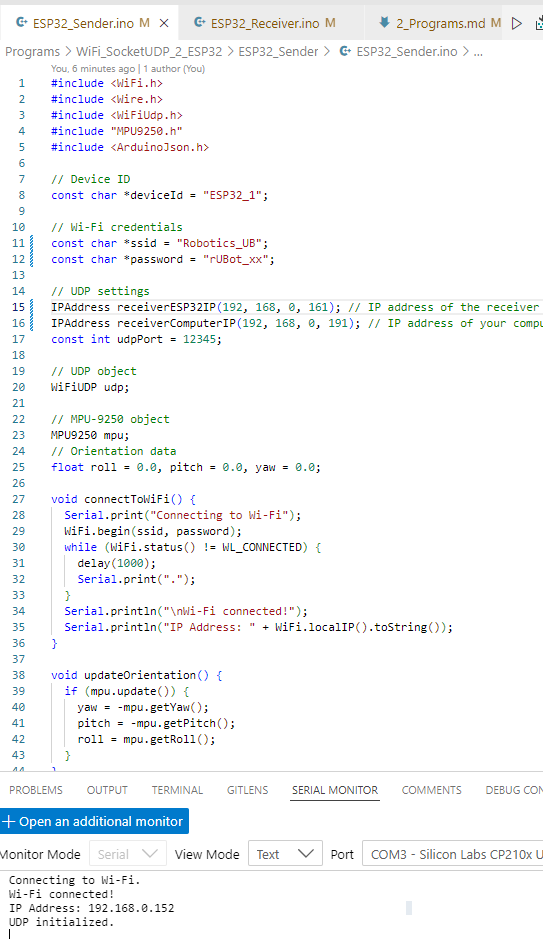 ESP32_Sender.ino M × ESP32_Receiver.ino M 2_Programs.md M
Programs > WiFi_SocketUDP_2_ESP32 > ESP32_Sender > ESP32_Sender.ino > ...
You, 6 minutes ago | 1 author (You)
1 #include <WiFi.h>
2 #include <Wire.h>
3 #include <WiFiUdp.h>
4 #include "MPU9250.h"
5 #include <ArduinoJson.h>
6
7 // Device ID
8 const char *deviceId = "ESP32_1";
9
10 // Wi-Fi credentials
11 const char *ssid = "Robotics_UB";
12 const char *password = "rUBot_xx";
13
14 // UDP settings
15 IPAddress receiverESP32IP(192, 168, 0, 161); // IP address of the receiver
16 IPAddress receiverComputerIP(192, 168, 0, 191); // IP address of your compu
17 const int udpPort = 12345;
18
19 // UDP object
20 WiFiUDP udp;
21
22 // MPU-9250 object
23 MPU9250 mpu;
24 // Orientation data
25 float roll = 0.0, pitch = 0.0, yaw = 0.0;
26
27 void connectToWiFi() {
28 Serial.print("Connecting to Wi-Fi");
29 WiFi.begin(ssid, password);
30 while (WiFi.status() != WL_CONNECTED) {
31 delay(1000);
32 Serial.print(".");
33 }
34 Serial.println("\nWi-Fi connected!");
35 Serial.println("IP Address: " + WiFi.localIP().toString());
36 }
37
38 void updateOrientation() {
39 if (mpu.update()) {
40 yaw = -mpu.getYaw();
41 pitch = -mpu.getPitch();
42 roll = mpu.getRoll();
43 }
44 }
PROBLEMS OUTPUT TERMINAL GITLENS SERIAL MONITOR COMMENTS DEBUG CON
+ Open an additional monitor
Monitor Mode Serial View Mode Text Port COM3 - Silicon Labs CP210x U
Connecting to Wi-Fi.
Wi-Fi connected!
IP Address: 192.168.0.152
UDP initialized.